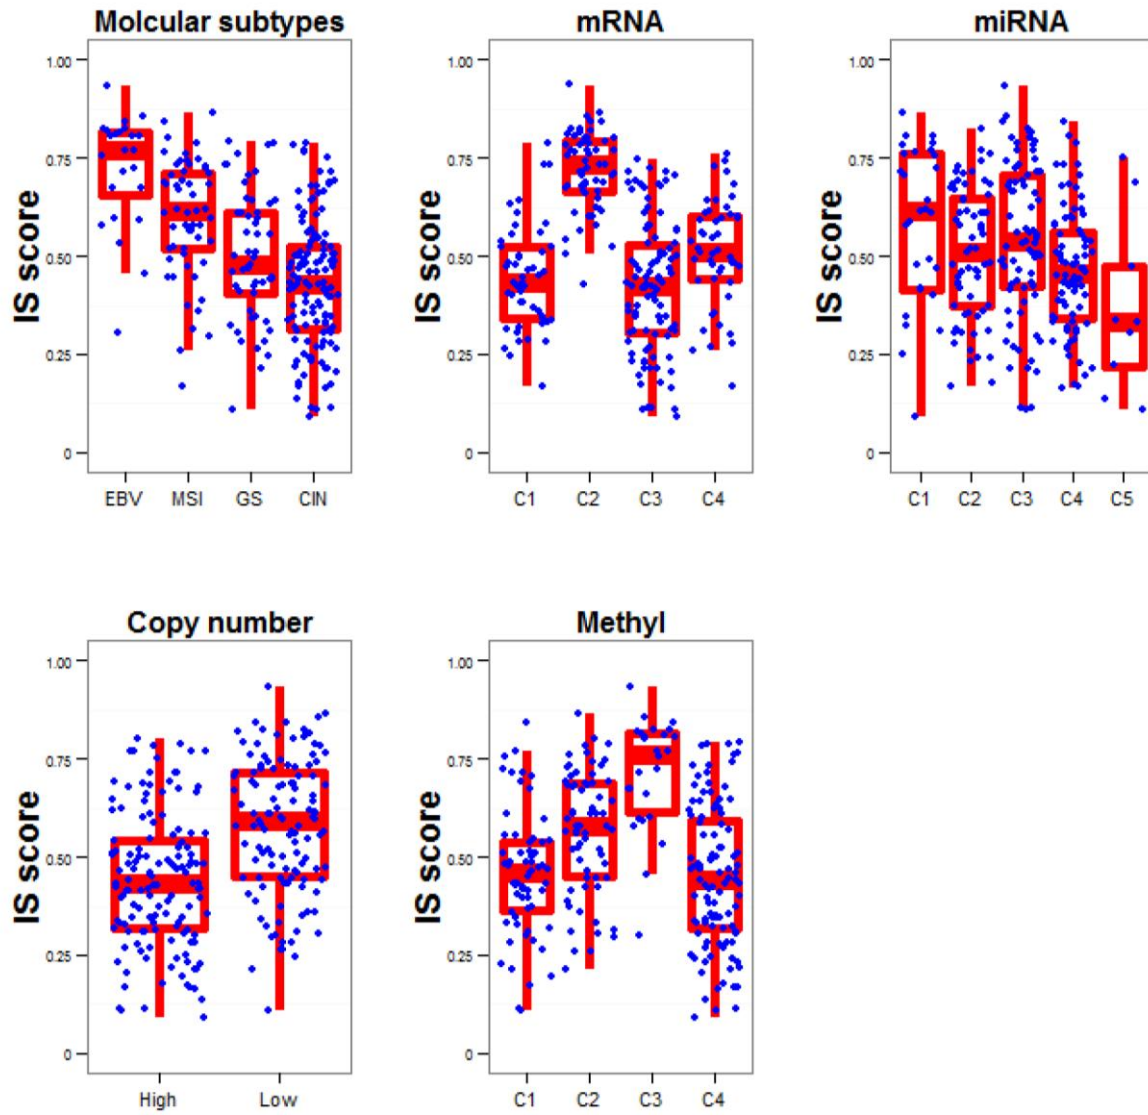 Molcular subtypes
mRNA
miRNA
IS score
1.00
0.75
0.50
0.25
0
EBV MSI GS CIN
IS score
1.00
0.75
0.50
0.25
0
C1 C2 C3 C4
IS score
1.00
0.75
0.50
0.25
0
C1 C2 C3 C4 C5
Copy number
Methyl
IS score
1.00
0.75
0.50
0.25
0
High Low
IS score
1.00
0.75
0.50
0.25
0
C1 C2 C3 C4